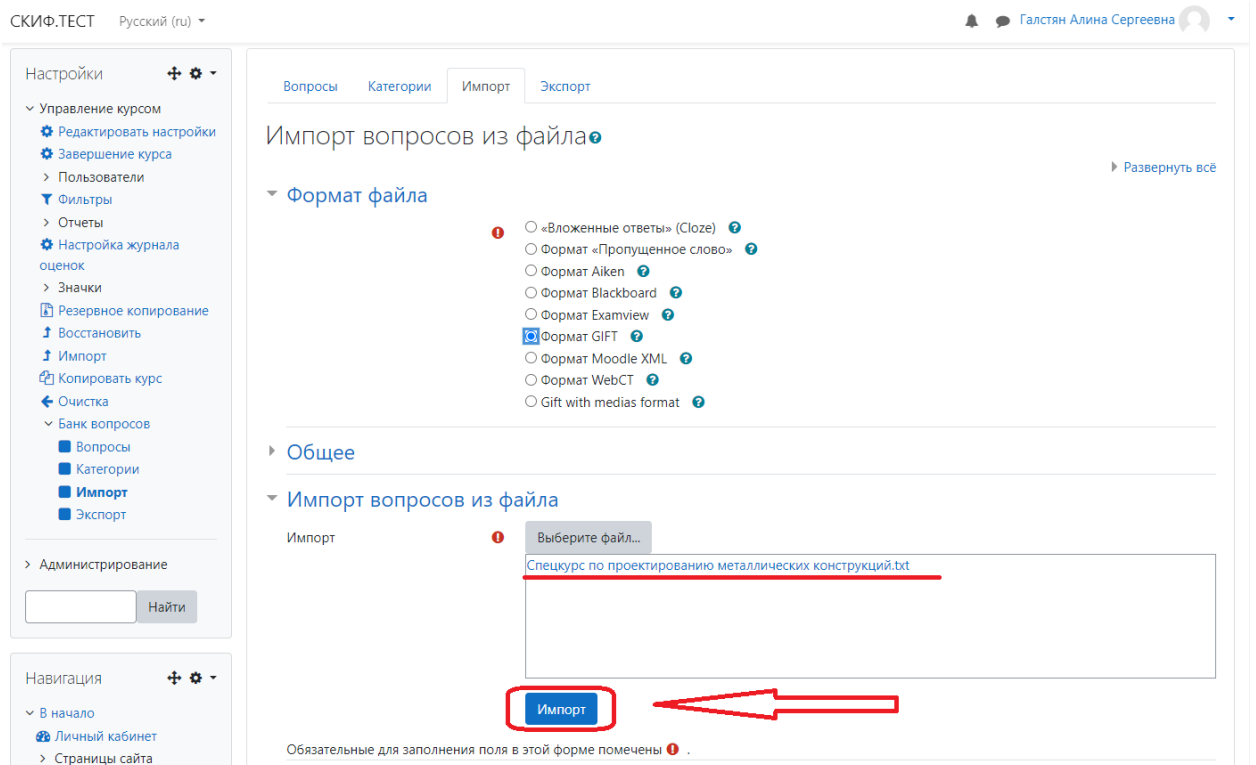 СКИФ.ТЕСТ Русский (ru) Галстян Алина Сергеевна
Настройки
Управление курсом
Редактировать настройки
Завершение курса
Пользователи
Фильтры
Отчеты
Настройка журнала
оценок
Значки
Резервное копирование
Восстановить
Импорт
Копировать курс
Очистка
Банк вопросов
Вопросы
Категории
Импорт
Экспорт
Администрирование
Найти
Навигация
В начало
Личный кабинет
Страницы сайта
Вопросы Категории Импорт Экспорт
Импорт вопросов из файла
Развернуть всё
Формат файла
«Вложенные ответы» (Cloze)
Формат «Пропущенное слово»
Формат Aiken
Формат Blackboard
Формат Examview
Формат GIFT
Формат Moodle XML
Формат WebCT
Gift with medias format
Общее
Импорт вопросов из файла
Импорт Выберите файл...
Спецкурс по проектированию металлических конструкций.txt
Импорт
Обязательные для заполнения поля в этой форме помечены .